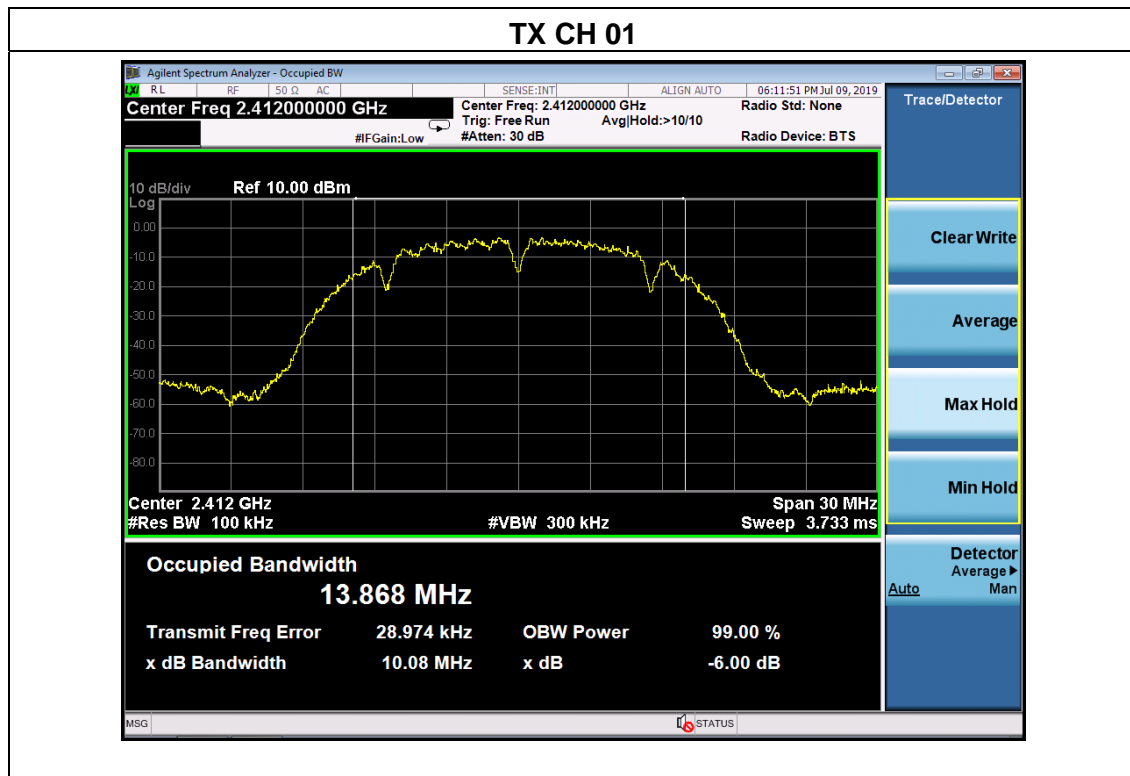 TX CH 01
Agilent Spectrum Analyzer - Occupied BW
LXI RL RF 50 Ω AC SENSE:INT ALIGN AUTO 06:11:51 PM Jul 09, 2019
Center Freq 2.412000000 GHz
Center Freq: 2.412000000 GHz Radio Std: None
Trig: Free Run Avg|Hold:>10/10
#IFGain:Low #Atten: 30 dB Radio Device: BTS
Trace/Detector
10 dB/div Ref 10.00 dBm
Log
0.00
-10.0
-20.0
-30.0
-40.0
-50.0
-60.0
-70.0
-80.0
Center 2.412 GHz Span 30 MHz
#Res BW 100 kHz #VBW 300 kHz Sweep 3.733 ms
Clear Write
Average
Max Hold
Min Hold
Detector
Average▶
Auto Man
Occupied Bandwidth
13.868 MHz
Transmit Freq Error 28.974 kHz OBW Power 99.00 %
x dB Bandwidth 10.08 MHz x dB -6.00 dB
MSG STATUS